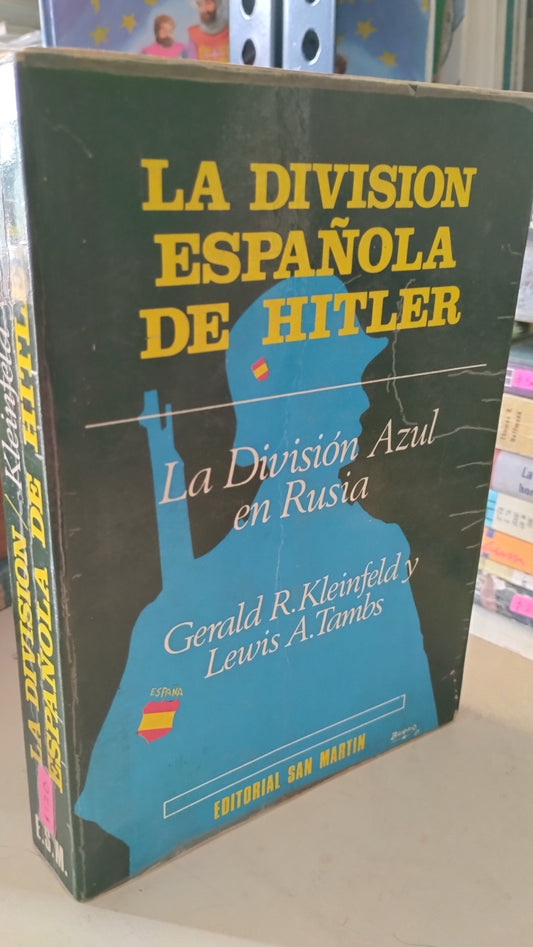 LA DIVISION
ESPAÑOLA
DE HITLER
La División Azul
en Rusia
Gerald R. Kleinfeld y
Lewis A. Tambs
ESPAÑA
EDITORIAL SAN MARTIN
LA DIVISION / Kleinfeld
ESPAÑOLA DE HITL
E.S.M.